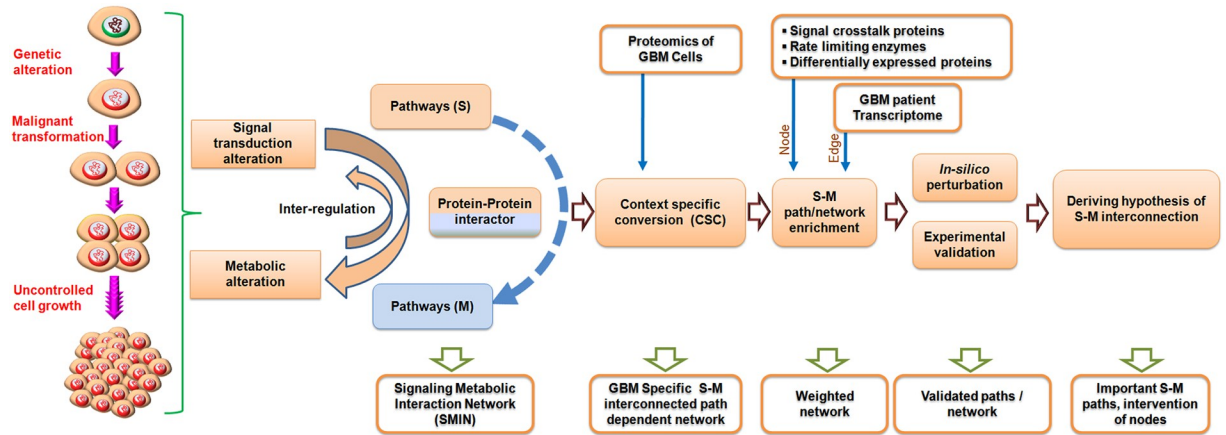 Genetic
alteration
Malignant
transformation
Uncontrolled
cell growth
Signal
transduction
alteration
Inter-regulation
Metabolic
alteration
Pathways (S)
Protein-Protein
interactor
Pathways (M)
Proteomics of
GBM Cells
▪ Signal crosstalk proteins
▪ Rate limiting enzymes
▪ Differentially expressed proteins
GBM patient
Transcriptome
Node
Edge
Context specific
conversion (CSC)
S-M
path/network
enrichment
In-silico
perturbation
Experimental
validation
Deriving hypothesis of
S-M interconnection
Signaling Metabolic
Interaction Network
(SMIN)
GBM Specific S-M
interconnected path
dependent network
Weighted
network
Validated paths /
network
Important S-M
paths, intervention
of nodes